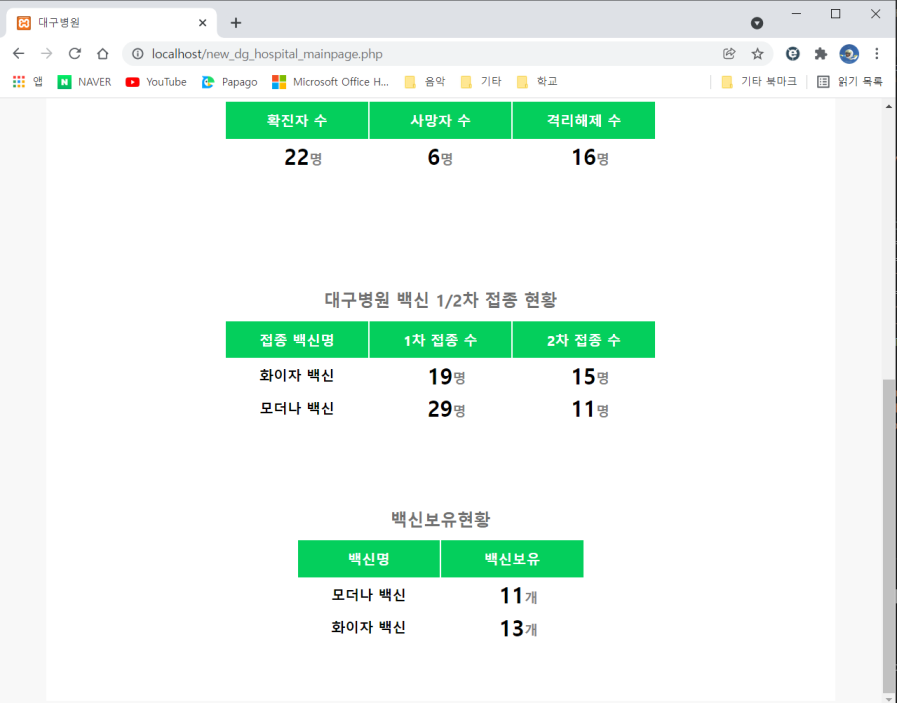 대구병원
localhost/new_dg_hospital_mainpage.php
앱 NAVER YouTube Papago Microsoft Office H... 음악 기타 학교 기타 북마크 읽기 목록
확진자 수 사망자 수 격리해제 수
22명 6명 16명
대구병원 백신 1/2차 접종 현황
접종 백신명 1차 접종 수 2차 접종 수
화이자 백신 19명 15명
모더나 백신 29명 11명
백신보유현황
백신명 백신보유
모더나 백신 11개
화이자 백신 13개